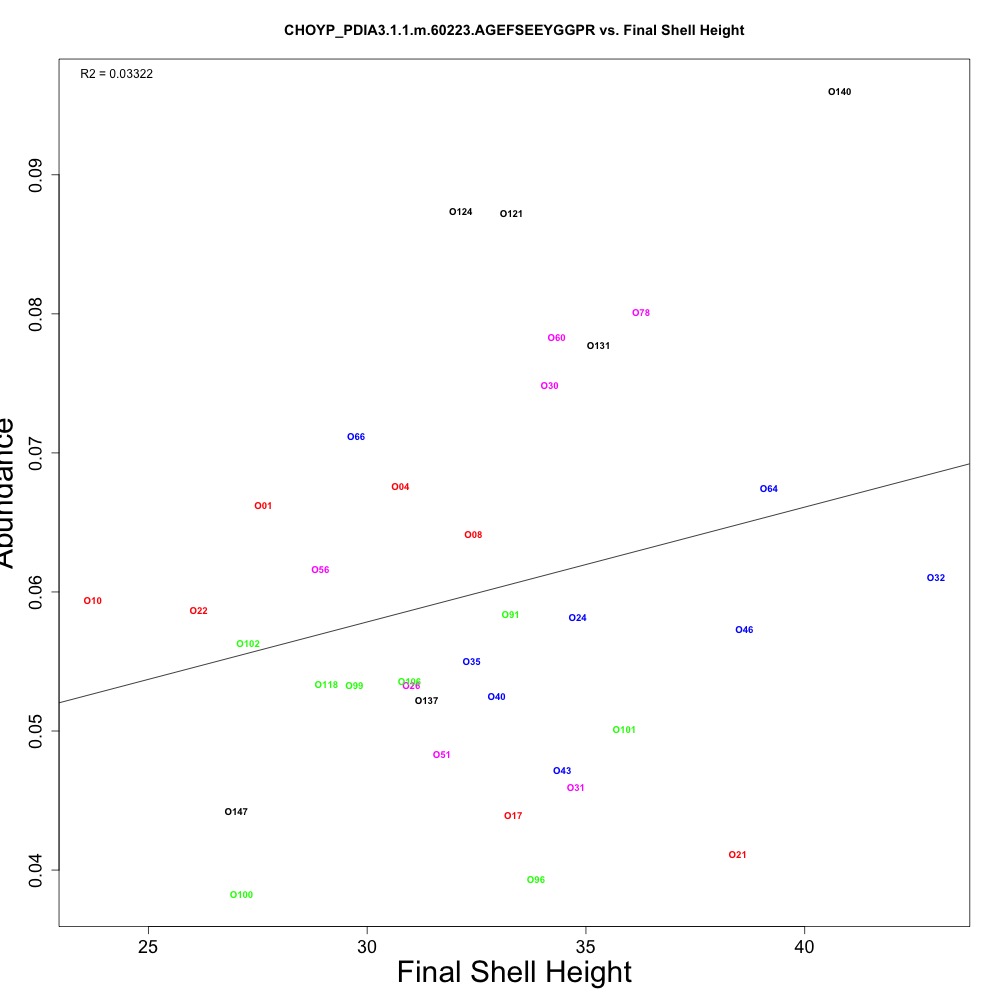 CHOYP_PDIA3.1.1.m.60223.AGEFSEEYGGPR vs. Final Shell Height
R2 = 0.03322
O140
0.09
O124 O121
0.08
O78
O60
O131
O30
O66
0.07
O04
O64
O01
O08
Abundance
O56
O32
0.06
O10
O22
O91
O24
O46
O102
O35
O118 O99 O106
O26
O40
O137
0.05
O101
O51
O43
O31
O147
O17
O21
0.04
O96
O100
25 30 35 40
Final Shell Height